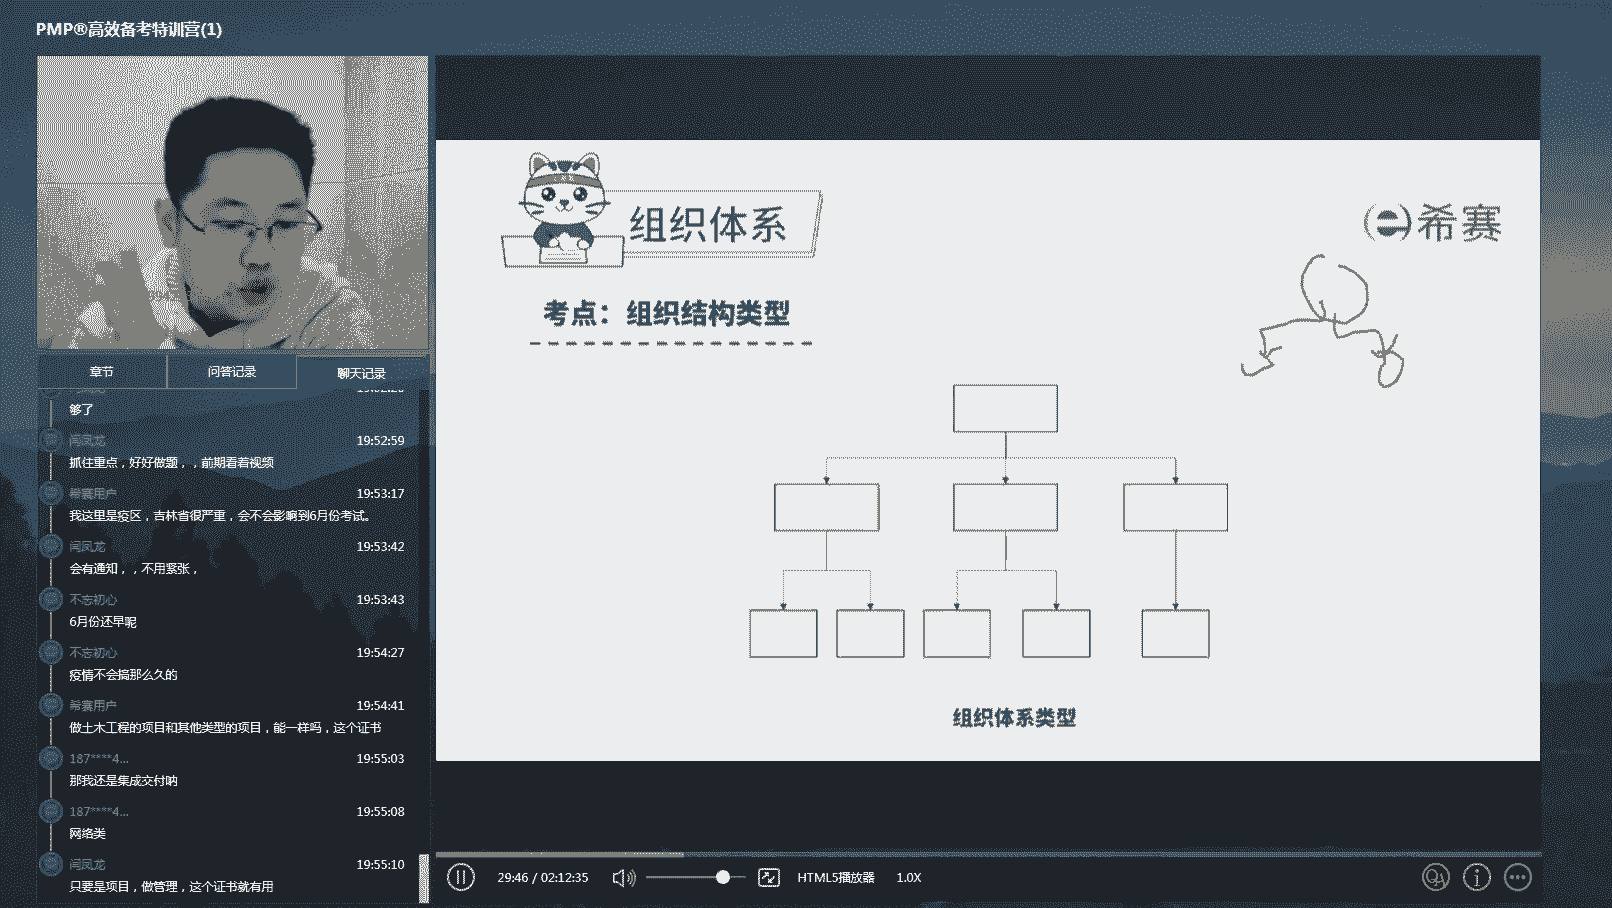 PMP®高效备考特训营(1)
组织体系
希赛
考点：组织结构类型
组织体系类型
章节
问答记录
聊天记录
够了
闫凤龙
19:52:59
抓住重点，好好做题，，前期看着视频
希赛用户
19:53:17
我这里是疫区，吉林省很严重，会不会影响到6月份考试。
闫凤龙
19:53:42
会有通知，，不用紧张，
不忘初心
19:53:43
6月份还早呢
不忘初心
19:54:27
疫情不会搞那么久的
希赛用户
19:54:41
做土木工程的项目和其他类型的项目，能一样吗，这个证书
187****4...
19:55:03
那我还是集成交付呐
187****4...
19:55:08
网络类
闫凤龙
19:55:10
只要是项目，做管理，这个证书就有用
29:46 / 02:12:35
HTML5播放器
1.0X